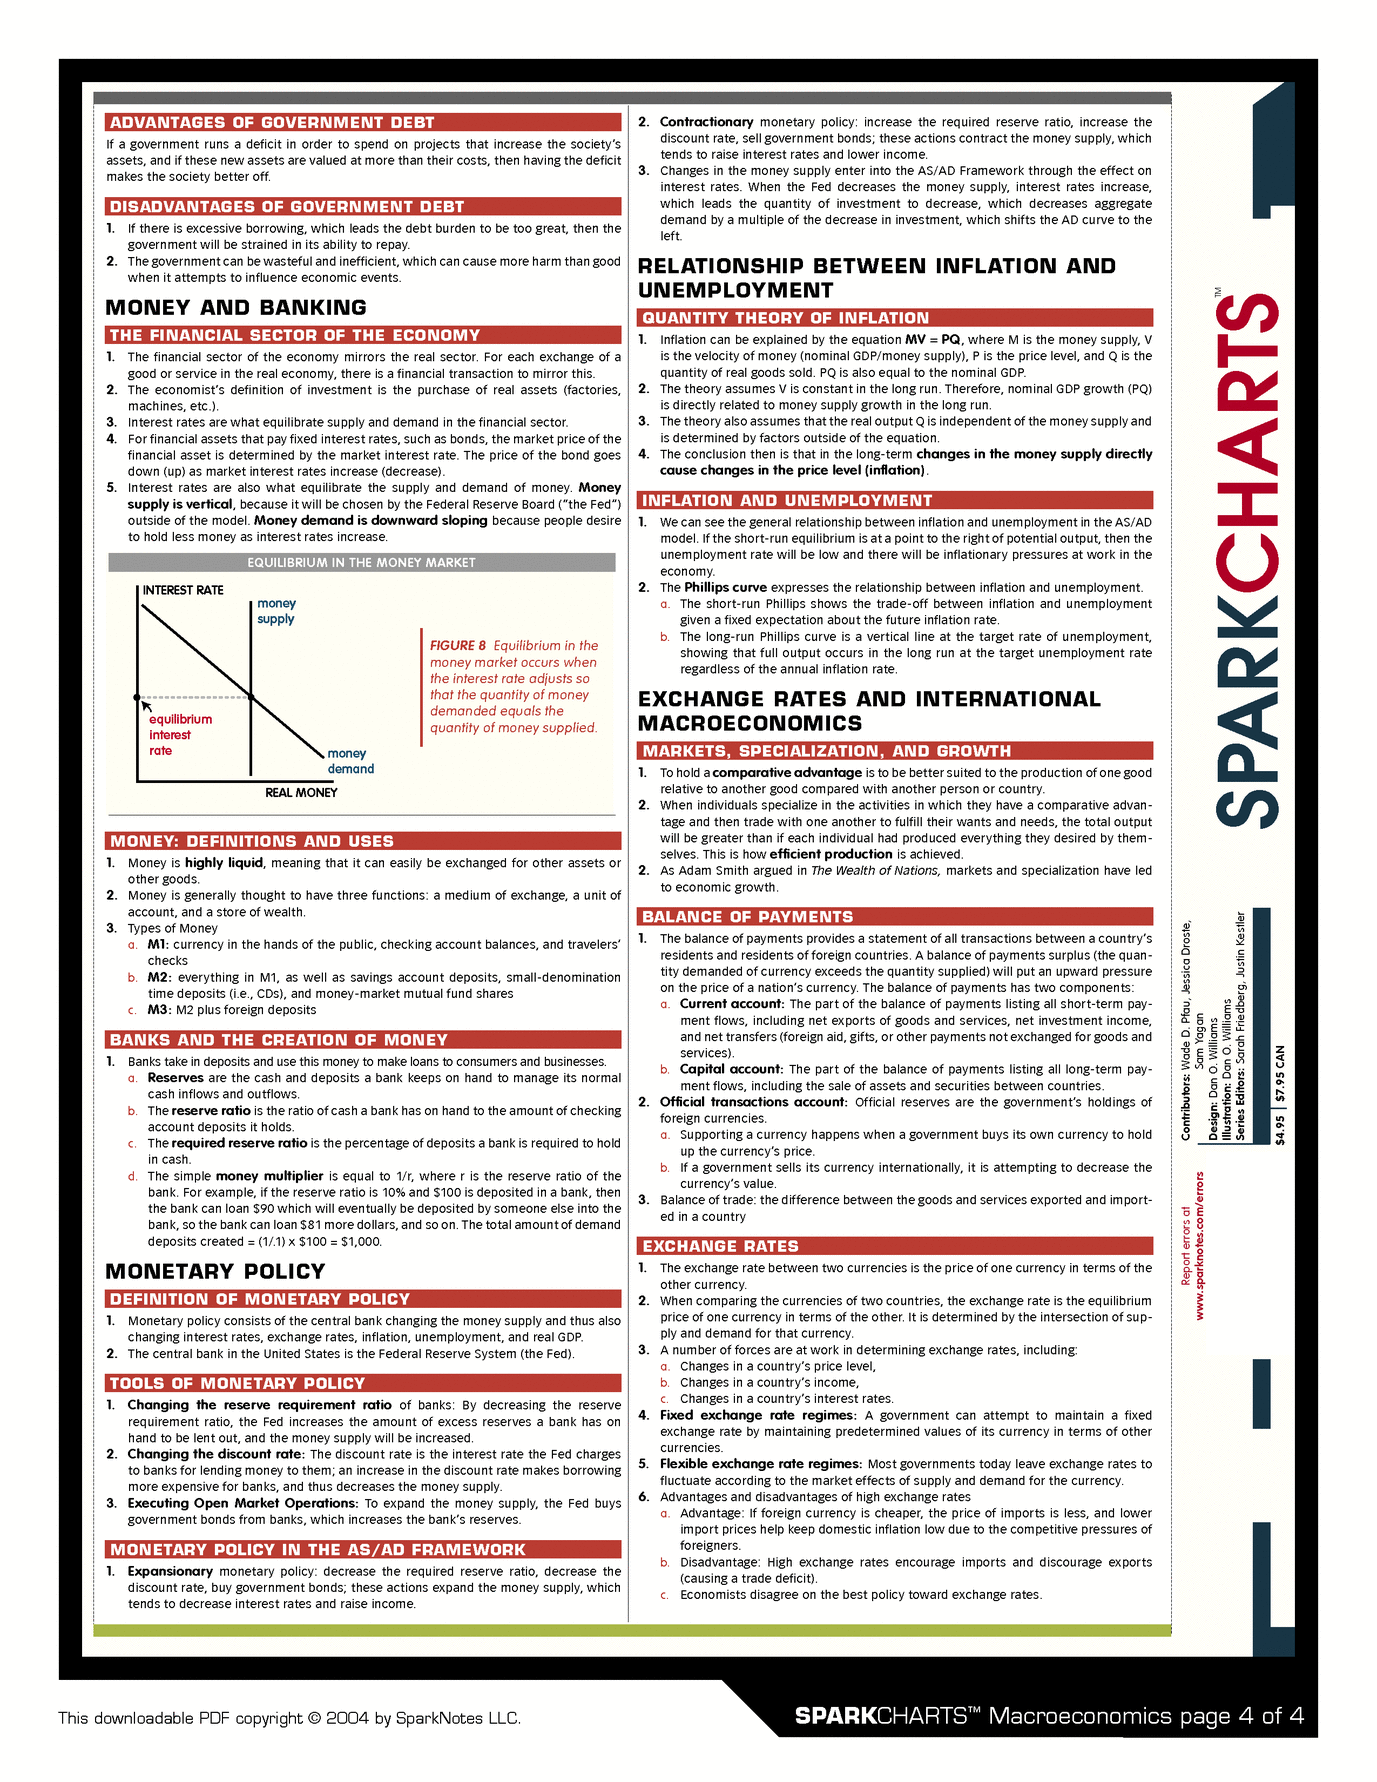 ADVANTAGES OF GOVERNMENT DEBT
If a government runs a deficit in order to spend on projects that increase the society's
assets, and if these new assets are valued at more than their costs, then having the deficit
makes the society better off.
DISADVANTAGES OF GOVERNMENT DEBT
1. If there is excessive borrowing, which leads the debt burden to be too great, then the
government will be strained in its ability to repay.
2. The government can be wasteful and inefficient, which can cause more harm than good
when it attempts to influence economic events.
MONEY AND BANKING
THE FINANCIAL SECTOR OF THE ECONOMY
1. The financial sector of the economy mirrors the real sector. For each exchange of a
good or service in the real economy, there is a financial transaction to mirror this.
2. The economist's definition of investment is the purchase of real assets (factories,
machines, etc.).
3. Interest rates are what equilibrate supply and demand in the financial sector.
4. For financial assets that pay fixed interest rates, such as bonds, the market price of the
financial asset is determined by the market interest rate. The price of the bond goes
down (up) as market interest rates increase (decrease).
5. Interest rates are also what equilibrate the supply and demand of money. Money
supply is vertical, because it will be chosen by the Federal Reserve Board ("the Fed")
outside of the model. Money demand is downward sloping because people desire
to hold less money as interest rates increase.
EQUILIBRIUM IN THE MONEY MARKET
INTEREST RATE
money
supply
equilibrium
interest
rate
money
demand
REAL MONEY
FIGURE 8 Equilibrium in the
money market occurs when
the interest rate adjusts so
that the quantity of money
demanded equals the
quantity of money supplied.
MONEY: DEFINITIONS AND USES
1. Money is highly liquid, meaning that it can easily be exchanged for other assets or
other goods.
2. Money is generally thought to have three functions: a medium of exchange, a unit of
account, and a store of wealth.
3. Types of Money
a. M1: currency in the hands of the public, checking account balances, and travelers'
checks
b. M2: everything in M1, as well as savings account deposits, small-denomination
time deposits (i.e., CDs), and money-market mutual fund shares
c. M3: M2 plus foreign deposits
BANKS AND THE CREATION OF MONEY
1. Banks take in deposits and use this money to make loans to consumers and businesses.
a. Reserves are the cash and deposits a bank keeps on hand to manage its normal
cash inflows and outflows.
b. The reserve ratio is the ratio of cash a bank has on hand to the amount of checking
account deposits it holds.
c. The required reserve ratio is the percentage of deposits a bank is required to hold
in cash.
d. The simple money multiplier is equal to 1/r, where r is the reserve ratio of the
bank. For example, if the reserve ratio is 10% and $100 is deposited in a bank, then
the bank can loan $90 which will eventually be deposited by someone else into the
bank, so the bank can loan $81 more dollars, and so on. The total amount of demand
deposits created = (1/.1) x $100 = $1,000.
MONETARY POLICY
DEFINITION OF MONETARY POLICY
1. Monetary policy consists of the central bank changing the money supply and thus also
changing interest rates, exchange rates, inflation, unemployment, and real GDP.
2. The central bank in the United States is the Federal Reserve System (the Fed).
TOOLS OF MONETARY POLICY
1. Changing the reserve requirement ratio of banks: By decreasing the reserve
requirement ratio, the Fed increases the amount of excess reserves a bank has on
hand to be lent out, and the money supply will be increased.
2. Changing the discount rate: The discount rate is the interest rate the Fed charges
to banks for lending money to them; an increase in the discount rate makes borrowing
more expensive for banks, and thus decreases the money supply.
3. Executing Open Market Operations: To expand the money supply, the Fed buys
government bonds from banks, which increases the bank's reserves.
MONETARY POLICY IN THE AS/AD FRAMEWORK
1. Expansionary monetary policy: decrease the required reserve ratio, decrease the
discount rate, buy government bonds; these actions expand the money supply, which
tends to decrease interest rates and raise income.
2. Contractionary monetary policy: increase the required reserve ratio, increase the
discount rate, sell government bonds; these actions contract the money supply, which
tends to raise interest rates and lower income.
3. Changes in the money supply enter into the AS/AD Framework through the effect on
interest rates. When the Fed decreases the money supply, interest rates increase,
which leads the quantity of investment to decrease, which decreases aggregate
demand by a multiple of the decrease in investment, which shifts the AD curve to the
left.
RELATIONSHIP BETWEEN INFLATION AND
UNEMPLOYMENT
QUANTITY THEORY OF INFLATION
1. Inflation can be explained by the equation MV = PQ, where M is the money supply, V
is the velocity of money (nominal GDP/money supply), P is the price level, and Q is the
quantity of real goods sold. PQ is also equal to the nominal GDP.
2. The theory assumes V is constant in the long run. Therefore, nominal GDP growth (PQ)
is directly related to money supply growth in the long run.
3. The theory also assumes that the real output Q is independent of the money supply and
is determined by factors outside of the equation.
4. The conclusion then is that in the long-term changes in the money supply directly
cause changes in the price level (inflation).
INFLATION AND UNEMPLOYMENT
1. We can see the general relationship between inflation and unemployment in the AS/AD
model. If the short-run equilibrium is at a point to the right of potential output, then the
unemployment rate will be low and there will be inflationary pressures at work in the
economy.
2. The Phillips curve expresses the relationship between inflation and unemployment.
a. The short-run Phillips shows the trade-off between inflation and unemployment
given a fixed expectation about the future inflation rate.
b. The long-run Phillips curve is a vertical line at the target rate of unemployment,
showing that full output occurs in the long run at the target unemployment rate
regardless of the annual inflation rate.
EXCHANGE RATES AND INTERNATIONAL
MACROECONOMICS
MARKETS, SPECIALIZATION, AND GROWTH
1. To hold a comparative advantage is to be better suited to the production of one good
relative to another good compared with another person or country.
2. When individuals specialize in the activities in which they have a comparative advan-
tage and then trade with one another to fulfill their wants and needs, the total output
will be greater than if each individual had produced everything they desired by them-
selves. This is how efficient production is achieved.
2. As Adam Smith argued in The Wealth of Nations, markets and specialization have led
to economic growth.
BALANCE OF PAYMENTS
1. The balance of payments provides a statement of all transactions between a country's
residents and residents of foreign countries. A balance of payments surplus (the quan-
tity demanded of currency exceeds the quantity supplied) will put an upward pressure
on the price of a nation's currency. The balance of payments has two components:
a. Current account: The part of the balance of payments listing all short-term pay-
ment flows, including net exports of goods and services, net investment income,
and net transfers (foreign aid, gifts, or other payments not exchanged for goods and
services).
b. Capital account: The part of the balance of payments listing all long-term pay-
ment flows, including the sale of assets and securities between countries.
2. Official transactions account: Official reserves are the government's holdings of
foreign currencies.
a. Supporting a currency happens when a government buys its own currency to hold
up the currency's price.
b. If a government sells its currency internationally, it is attempting to decrease the
currency's value.
3. Balance of trade: the difference between the goods and services exported and import-
ed in a country
EXCHANGE RATES
1. The exchange rate between two currencies is the price of one currency in terms of the
other currency.
2. When comparing the currencies of two countries, the exchange rate is the equilibrium
price of one currency in terms of the other. It is determined by the intersection of sup-
ply and demand for that currency.
3. A number of forces are at work in determining exchange rates, including:
a. Changes in a country's price level,
b. Changes in a country's income,
c. Changes in a country's interest rates.
4. Fixed exchange rate regimes: A government can attempt to maintain a fixed
exchange rate by maintaining predetermined values of its currency in terms of other
currencies.
5. Flexible exchange rate regimes: Most governments today leave exchange rates to
fluctuate according to the market effects of supply and demand for the currency.
6. Advantages and disadvantages of high exchange rates
a. Advantage: If foreign currency is cheaper, the price of imports is less, and lower
import prices help keep domestic inflation low due to the competitive pressures of
foreigners.
b. Disadvantage: High exchange rates encourage imports and discourage exports
(causing a trade deficit).
c. Economists disagree on the best policy toward exchange rates.
SPARKCHARTS™
Contributors: Wade D. Pfau, Jessica Droste,
Sam Yagan
Design: Dan O. Williams
Illustration: Dan O. Williams
Series Editors: Sarah Friedberg, Justin Kestler
$4.95 | $7.95 CAN
Report errors at
www.sparknotes.com/errors
This downloadable PDF copyright © 2004 by SparkNotes LLC.
SPARKCHARTS™ Macroeconomics page 4 of 4